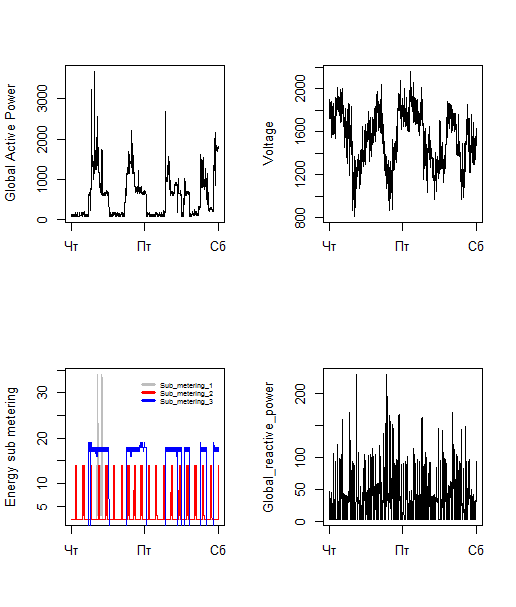 Global Active Power
3000
2000
1000
0
Чт
Пт
Сб
Voltage
2000
1600
1200
800
Чт
Пт
Сб
Energy sub metering
30
20
10
5
Sub_metering_1
Sub_metering_2
Sub_metering_3
Чт
Пт
Сб
Global_reactive_power
200
100
50
0
Чт
Пт
Сб